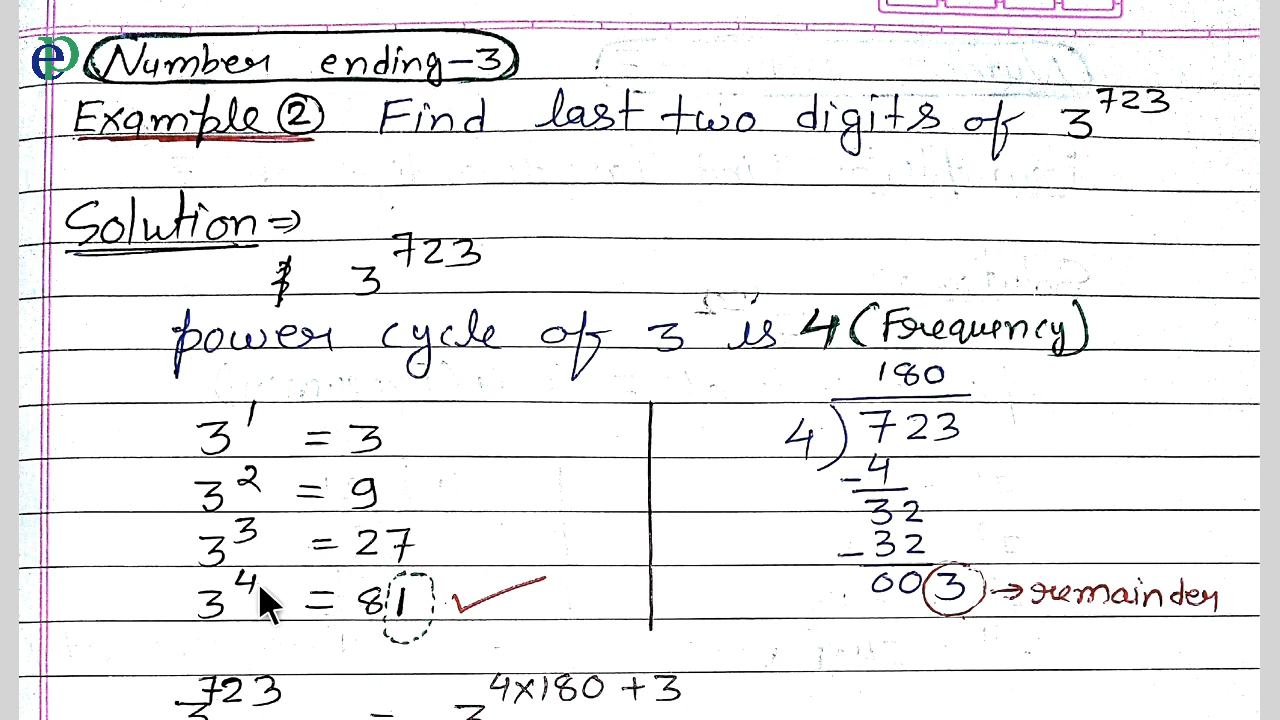 ep
Number ending-3
Example ② Find last two digits of 3^723
Solution ⇒
3^723
power cycle of 3 is 4 (Frequency)
3^1 = 3
3^2 = 9
3^3 = 27
3^4 = 81
180
4)723
-4
32
-32
003 → remainder
3^723 = 3^4×180+3